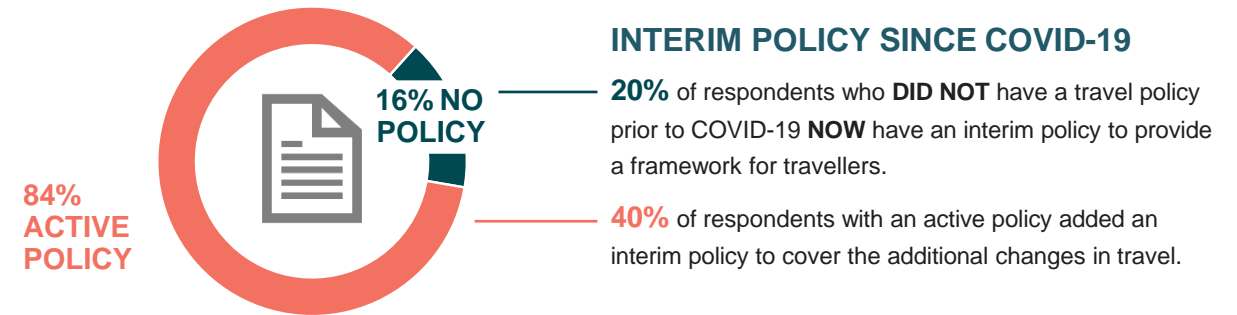 INTERIM POLICY SINCE COVID-19
16% NO
POLICY
20% of respondents who DID NOT have a travel policy
prior to COVID-19 NOW have an interim policy to provide
a framework for travellers.
84%
ACTIVE
POLICY
40% of respondents with an active policy added an
interim policy to cover the additional changes in travel.